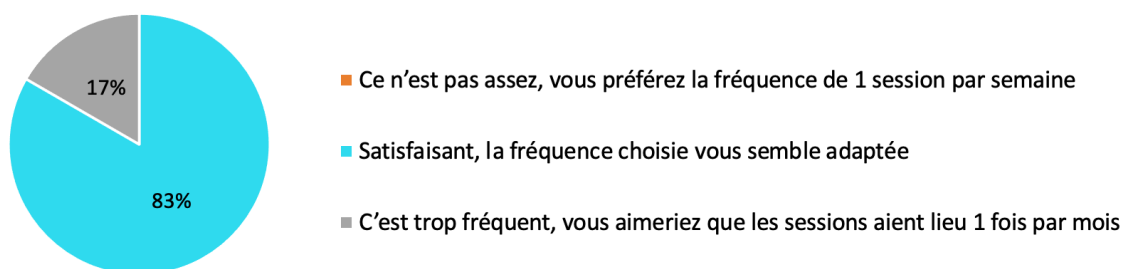 17%
83%
Ce n’est pas assez, vous préférez la fréquence de 1 session par semaine
Satisfaisant, la fréquence choisie vous semble adaptée
C’est trop fréquent, vous aimeriez que les sessions aient lieu 1 fois par mois